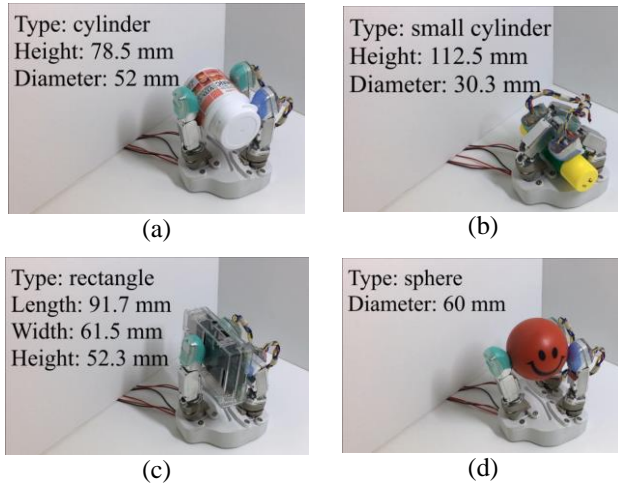 Type: cylinder
Height: 78.5 mm
Diameter: 52 mm
(a)
Type: small cylinder
Height: 112.5 mm
Diameter: 30.3 mm
(b)
Type: rectangle
Length: 91.7 mm
Width: 61.5 mm
Height: 52.3 mm
(c)
Type: sphere
Diameter: 60 mm
(d)